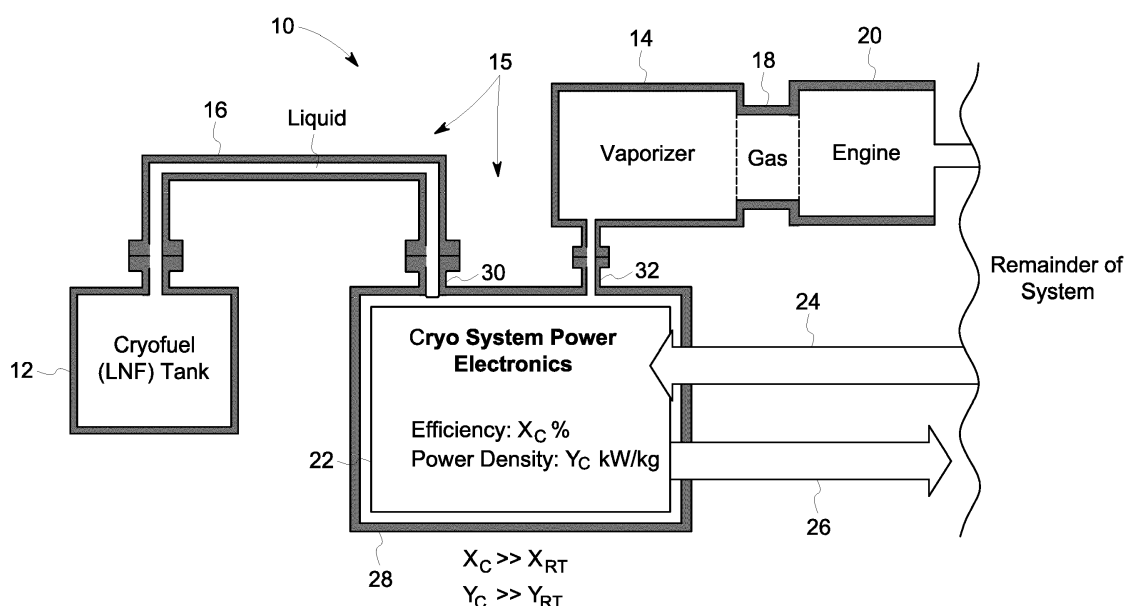 10
15
14
18
20
16
Liquid
Vaporizer
Gas
Engine
30
32
Remainder of
System
24
Cryofuel
(LNF) Tank
12
Cryo System Power
Electronics
Efficiency: XC %
Power Density: YC kW/kg
22
26
28
XC >> XRT
YC >> YRT